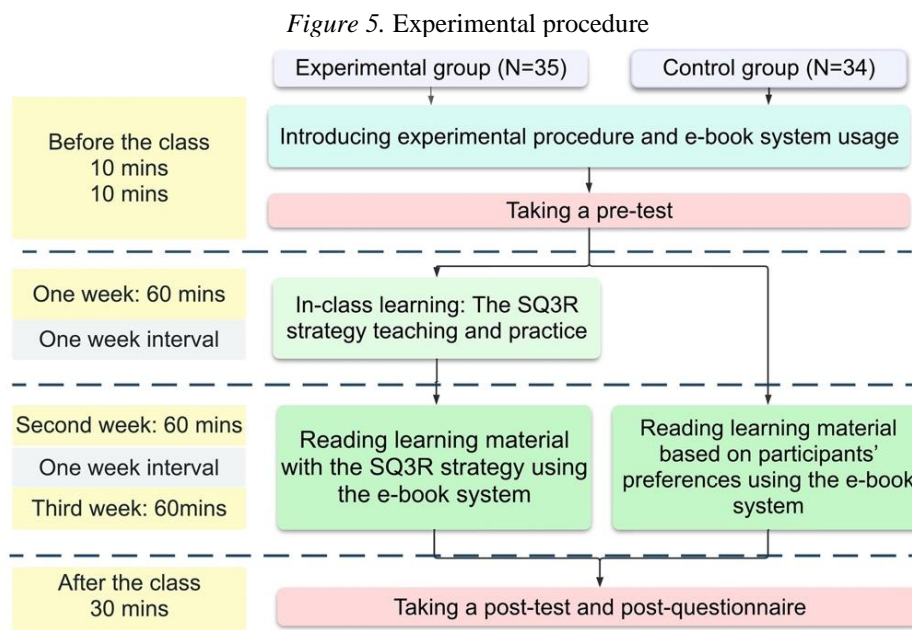 Figure 5. Experimental procedure
Experimental group (N=35)
Control group (N=34)
Before the class
10 mins
10 mins
Introducing experimental procedure and e-book system usage
Taking a pre-test
One week: 60 mins
One week interval
In-class learning: The SQ3R
strategy teaching and practice
Second week: 60 mins
One week interval
Third week: 60mins
Reading learning material
with the SQ3R strategy using
the e-book system
Reading learning material
based on participants'
preferences using the e-book
system
After the class
30 mins
Taking a post-test and post-questionnaire